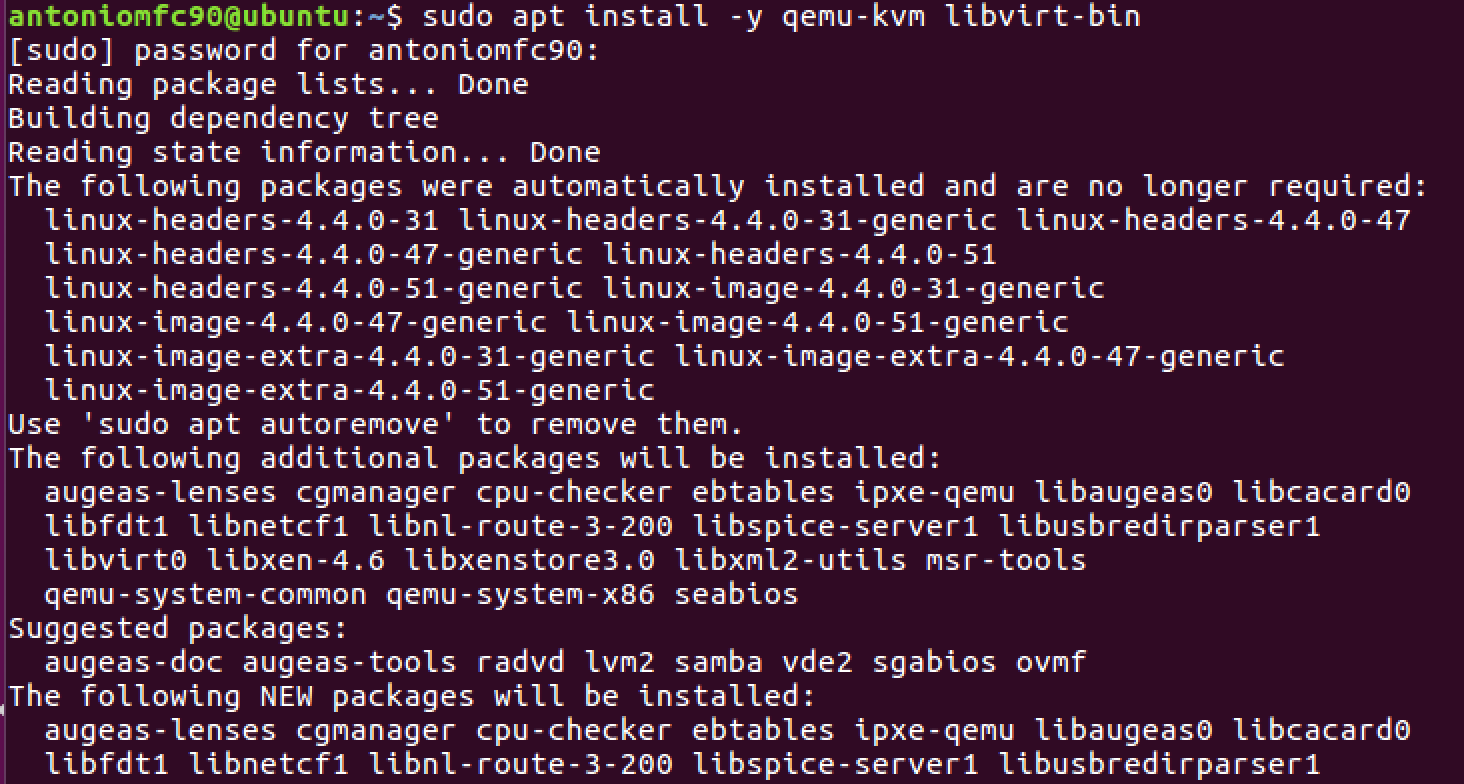 antoniomfc90@ubuntu:~$ sudo apt install -y qemu-kvm libvirt-bin
[sudo] password for antoniomfc90:
Reading package lists... Done
Building dependency tree
Reading state information... Done
The following packages were automatically installed and are no longer required:
  linux-headers-4.4.0-31 linux-headers-4.4.0-31-generic linux-headers-4.4.0-47
  linux-headers-4.4.0-47-generic linux-headers-4.4.0-51
  linux-headers-4.4.0-51-generic linux-image-4.4.0-31-generic
  linux-image-4.4.0-47-generic linux-image-4.4.0-51-generic
  linux-image-extra-4.4.0-31-generic linux-image-extra-4.4.0-47-generic
  linux-image-extra-4.4.0-51-generic
Use 'sudo apt autoremove' to remove them.
The following additional packages will be installed:
  augeas-lenses cgmanager cpu-checker ebtables ipxe-qemu libaugeas0 libcacard0
  libfdt1 libnetcf1 libnl-route-3-200 libspice-server1 libusbredirparser1
  libvirt0 libxen-4.6 libxenstore3.0 libxml2-utils msr-tools
  qemu-system-common qemu-system-x86 seabios
Suggested packages:
  augeas-doc augeas-tools radvd lvm2 samba vde2 sgabios ovmf
The following NEW packages will be installed:
  augeas-lenses cgmanager cpu-checker ebtables ipxe-qemu libaugeas0 libcacard0
  libfdt1 libnetcf1 libnl-route-3-200 libspice-server1 libusbredirparser1